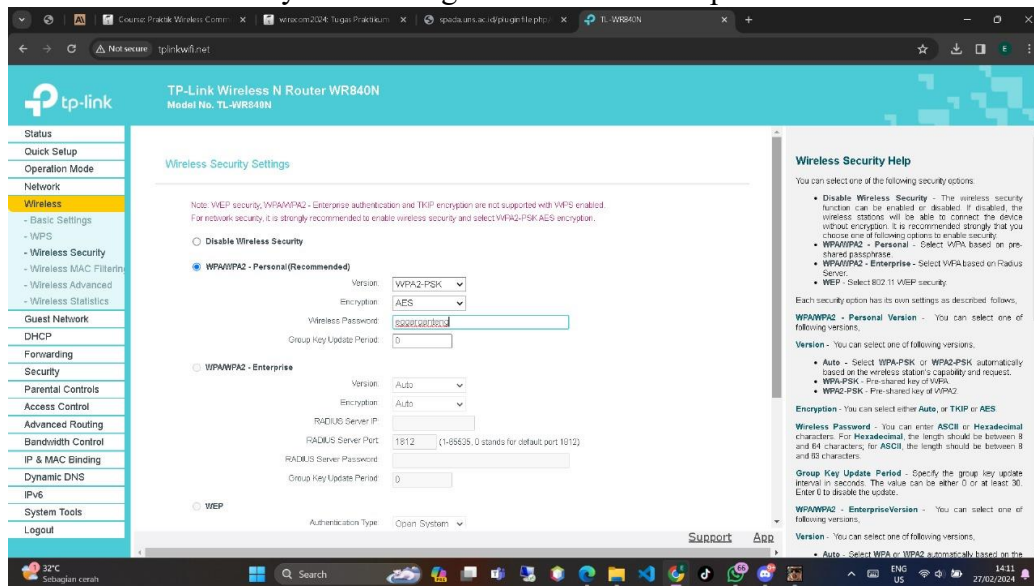 Course: Praktik Wireless Comm
wirecom2024: Tugas Praktikum
spada.uns.ac.id/pluginfile.php/
TL-WR840N
Not secure
tplinkwifi.net
E
tp-link
TP-Link Wireless N Router WR840N
Model No. TL-WR840N
Status
Quick Setup
Operation Mode
Network
Wireless
- Basic Settings
- WPS
- Wireless Security
- Wireless MAC Filtering
- Wireless Advanced
- Wireless Statistics
Guest Network
DHCP
Forwarding
Security
Parental Controls
Access Control
Advanced Routing
Bandwidth Control
IP & MAC Binding
Dynamic DNS
IPv6
System Tools
Logout
Wireless Security Settings
Note: WEP security, WPA/WPA2 - Enterprise authentication and TKIP encryption are not supported with WPS enabled.
For network security, it is strongly recommended to enable wireless security and select WPA2-PSK AES encryption.
Disable Wireless Security
WPA/WPA2 - Personal(Recommended)
Version: WPA2-PSK
Encryption: AES
Wireless Password:
Group Key Update Period: 0
WPA/WPA2 - Enterprise
Version: Auto
Encryption: Auto
RADIUS Server IP:
RADIUS Server Port: 1812 (1-65535, 0 stands for default port 1812)
RADIUS Server Password:
Group Key Update Period: 0
WEP
Authentication Type: Open System
Support App
Wireless Security Help
You can select one of the following security options:
• Disable Wireless Security - The wireless security
function can be enabled or disabled. If disabled, the
wireless stations will be able to connect the device
without encryption. It is recommended strongly that you
choose one of following options to enable security.
• WPA/WPA2 - Personal - Select WPA based on pre-
shared passphrase.
• WPA/WPA2 - Enterprise - Select WPA based on Radius
Server.
• WEP - Select 802.11 WEP security.
Each security option has its own settings as described follows,
WPA/WPA2 - Personal Version - You can select one of
following versions,
Version - You can select one of following versions,
• Auto - Select WPA-PSK or WPA2-PSK automatically
based on the wireless station's capability and request.
• WPA-PSK - Pre-shared key of WPA.
• WPA2-PSK - Pre-shared key of WPA2.
Encryption - You can select either Auto, or TKIP or AES.
Wireless Password - You can enter ASCII or Hexadecimal
characters. For Hexadecimal, the length should be between 8
and 64 characters; for ASCII, the length should be between 8
and 63 characters.
Group Key Update Period - Specify the group key update
interval in seconds. The value can be either 0 or at least 30.
Enter 0 to disable the update.
WPA/WPA2 - EnterpriseVersion - You can select one of
following versions,
Version - You can select one of following versions,
• Auto - Select WPA or WPA2 automatically based on the
32°C
Sebagian cerah
Search
ENG
US
14:11
27/02/2024